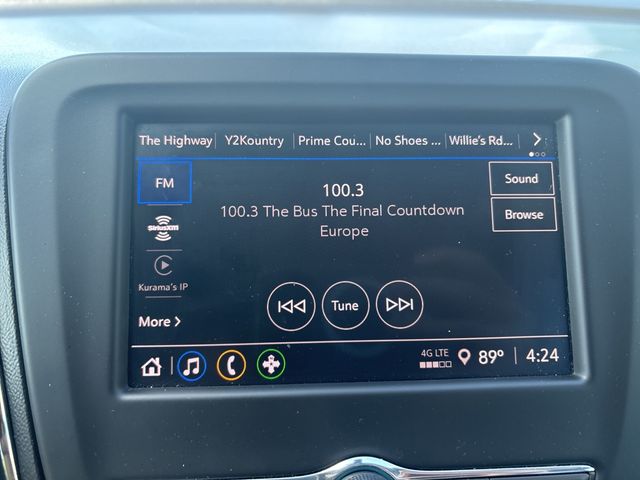 The Highway Y2Kountry Prime Cou... No Shoes ... Willie's Rd...
FM
SiriusXM
Kurama's IP
More
100.3
100.3 The Bus The Final Countdown
Europe
Tune
Sound
Browse
4G LTE 89° 4:24